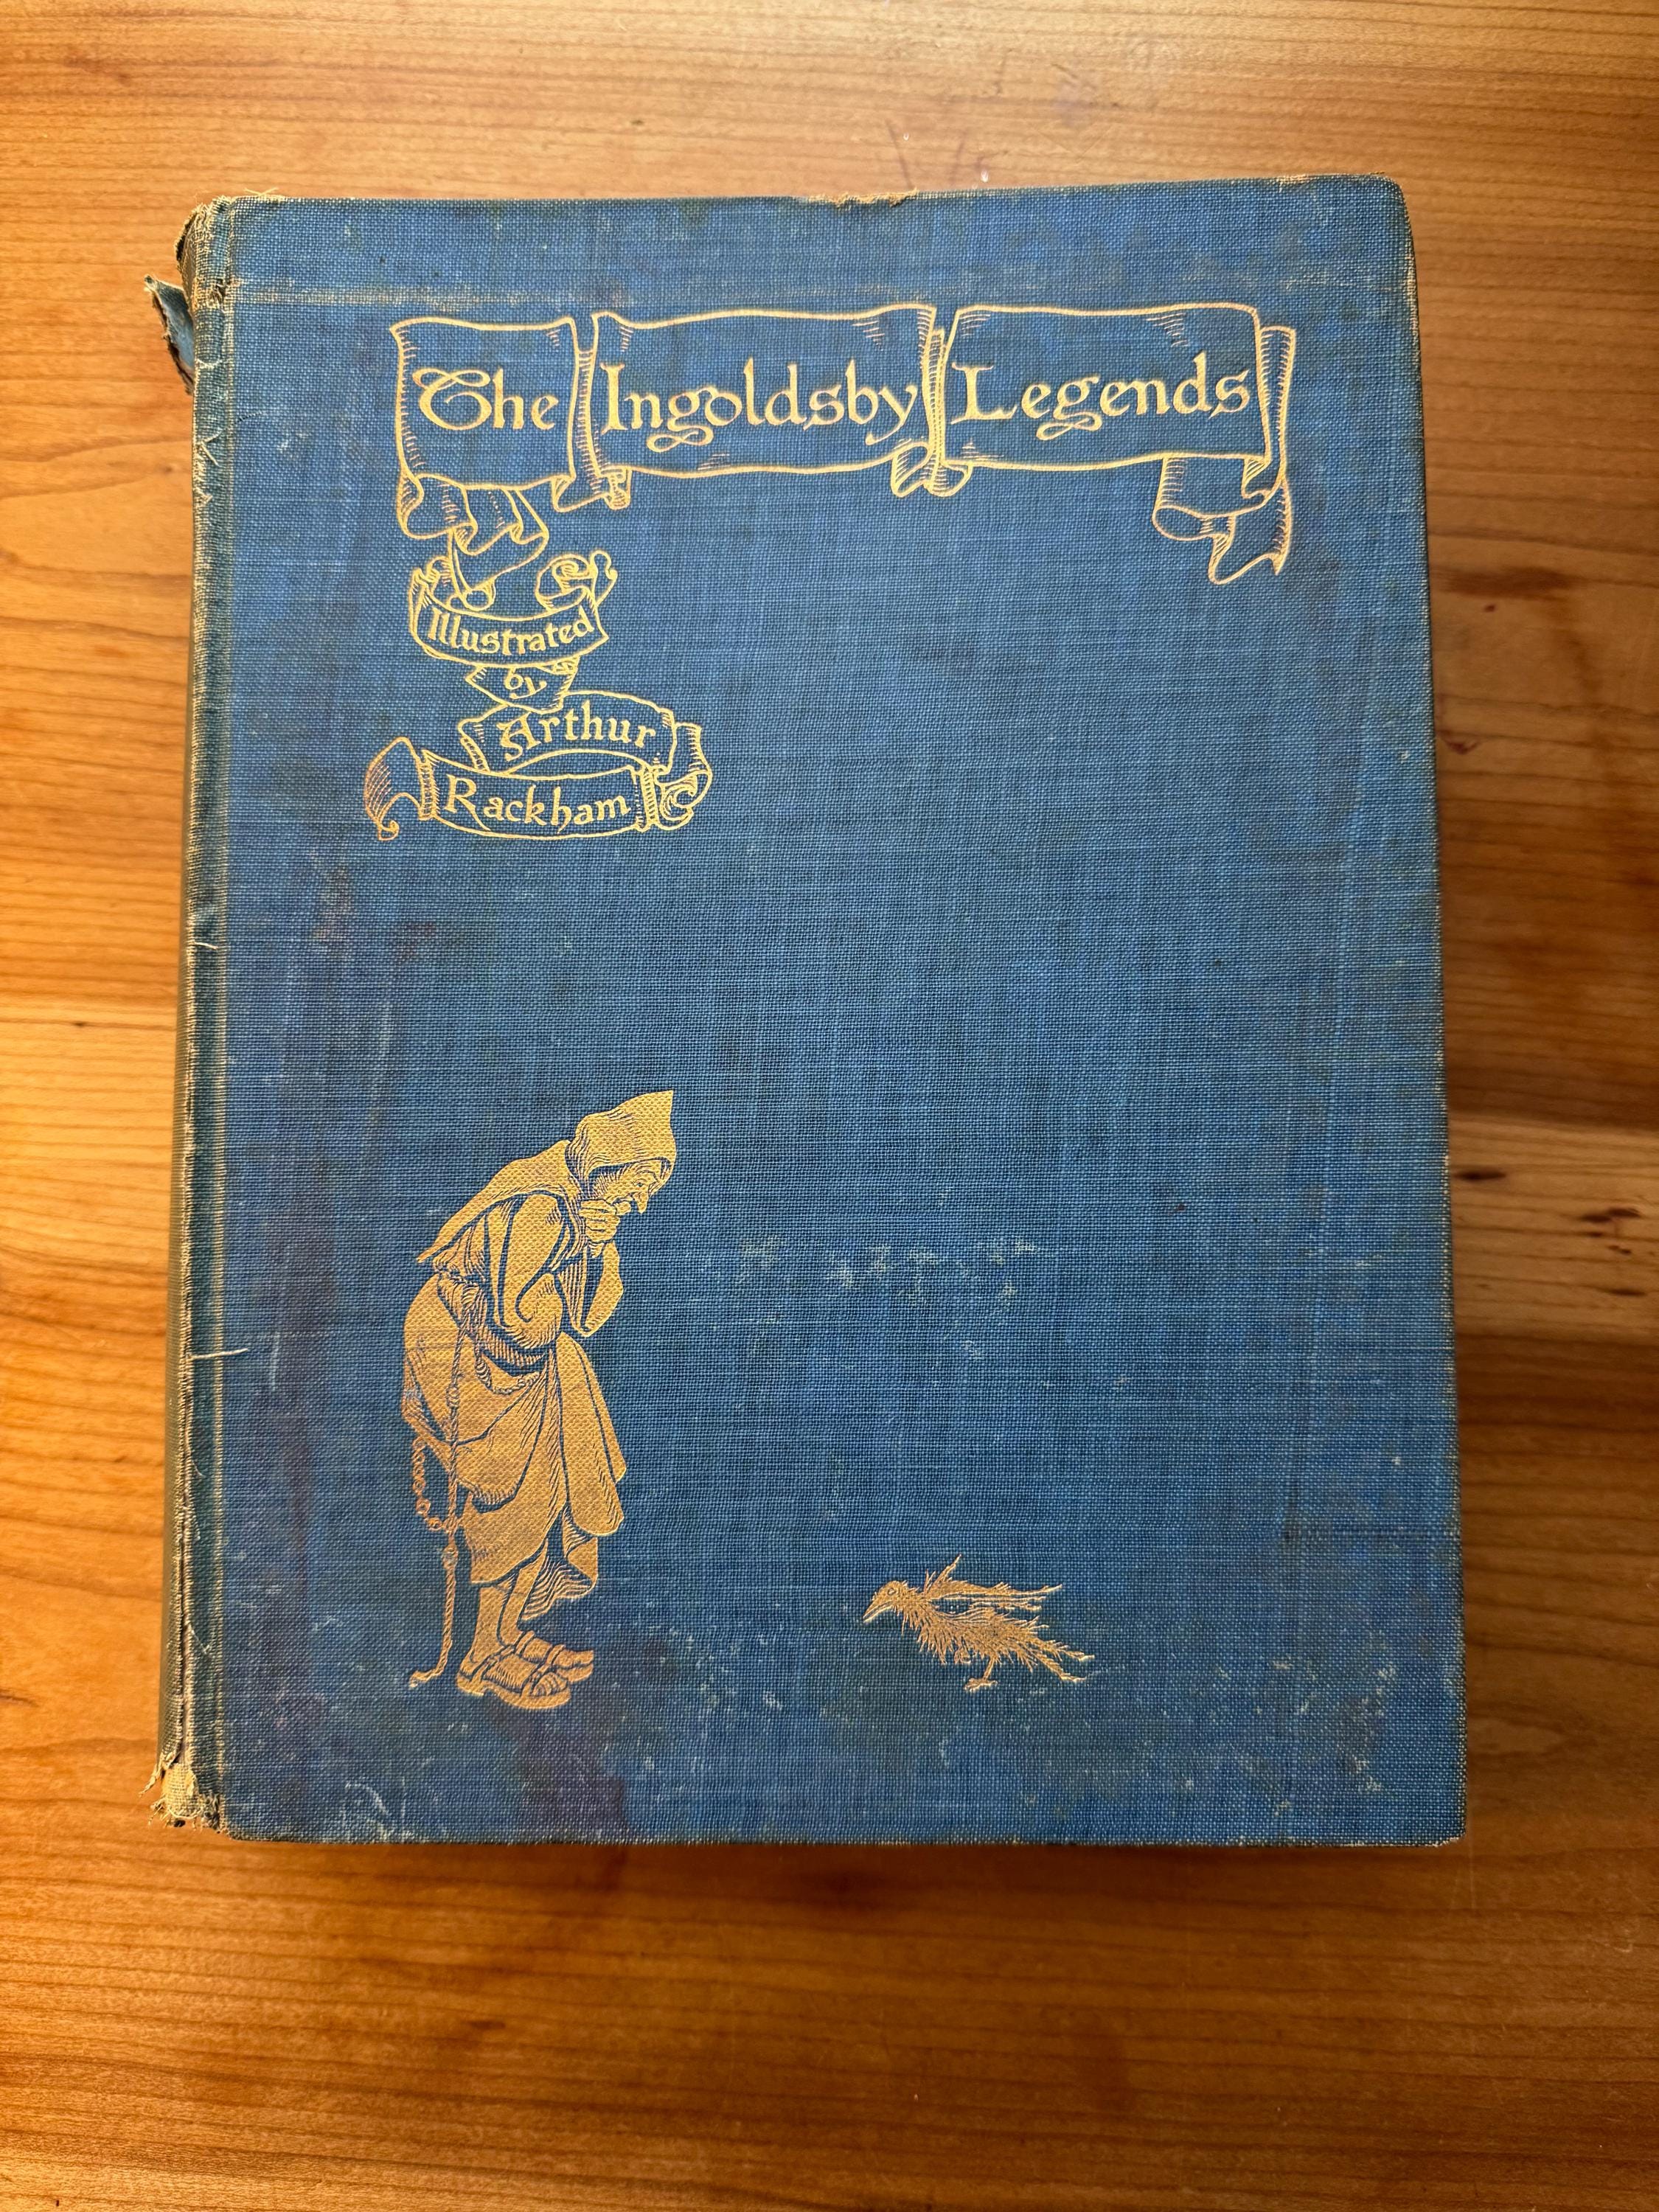 The Ingoldsby Legends
Illustrated
by
Arthur
Rackham